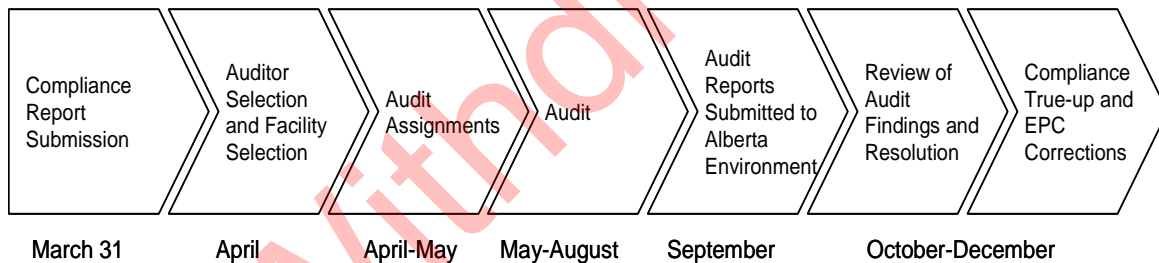 Compliance
Report
Submission
Auditor
Selection
and Facility
Selection
Audit
Assignments
Audit
Audit
Reports
Submitted to
Alberta
Environment
Review of
Audit
Findings and
Resolution
Compliance
True-up and
EPC
Corrections
March 31
April
April-May
May-August
September
October-December